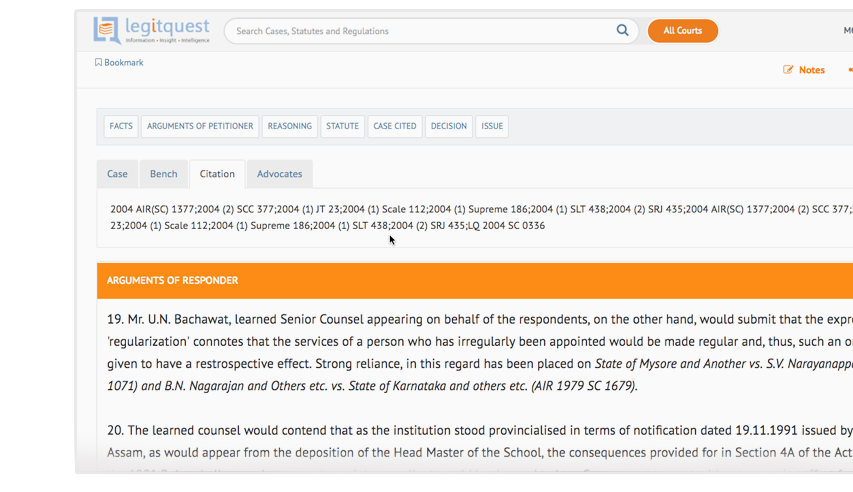 legitquest
Information • Insight • Intelligence
Search Cases, Statutes and Regulations
All Courts
Bookmark
Notes
FACTS
ARGUMENTS OF PETITIONER
REASONING
STATUTE
CASE CITED
DECISION
ISSUE
Case
Bench
Citation
Advocates
2004 AIR(SC) 1377;2004 (2) SCC 377;2004 (1) JT 23;2004 (1) Scale 112;2004 (1) Supreme 186;2004 (1) SLT 438;2004 (2) SRJ 435;2004 AIR(SC) 1377;2004 (2) SCC 377;
23;2004 (1) Scale 112;2004 (1) Supreme 186;2004 (1) SLT 438;2004 (2) SRJ 435;LQ 2004 SC 0336
ARGUMENTS OF RESPONDER
19. Mr. U.N. Bachawat, learned Senior Counsel appearing on behalf of the respondents, on the other hand, would submit that the
'regularization' connotes that the services of a person who has irregularly been appointed would be made regular and, thus, such an
given to have a retrospective effect. Strong reliance, in this regard has been placed on State of Mysore and Another vs. S.V.
1071) and B.N. Nagarajan and Others etc. vs. State of Karnataka and others etc. (AIR 1979 SC 1679).
20. The learned counsel would contend that as the institution stood provincialised in terms of notification dated 19.11.1991 issued by
Assam, as would appear from the deposition of the Head Master of the School, the consequences provided for in Section 4A of the Act